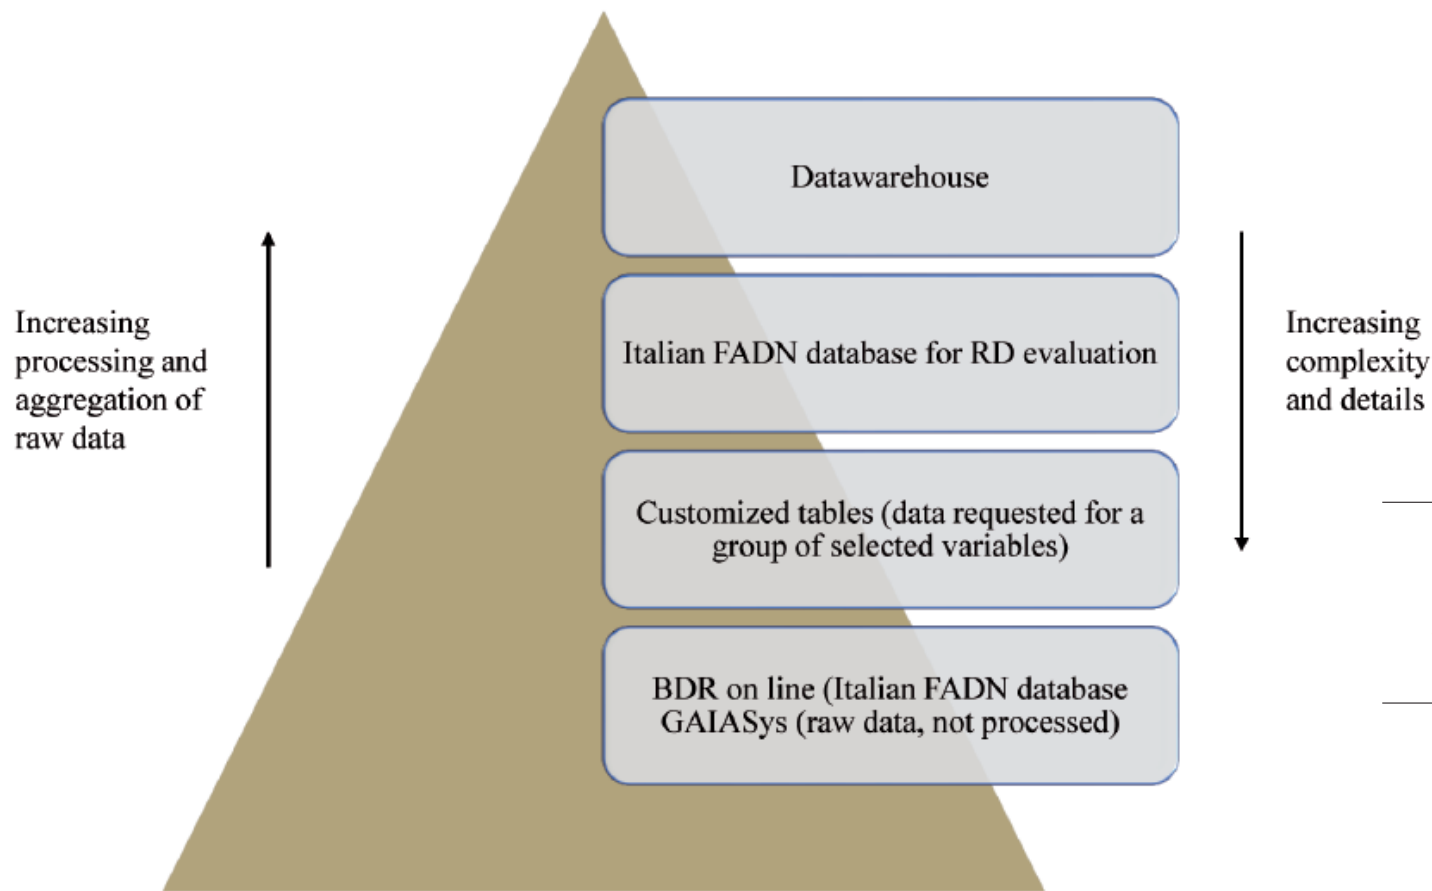 Datawarehouse
Italian FADN database for RD evaluation
Customized tables (data requested for a
group of selected variables)
BDR on line (Italian FADN database
GAIASys (raw data, not processed)
Increasing
processing and
aggregation of
raw data
Increasing
complexity
and details